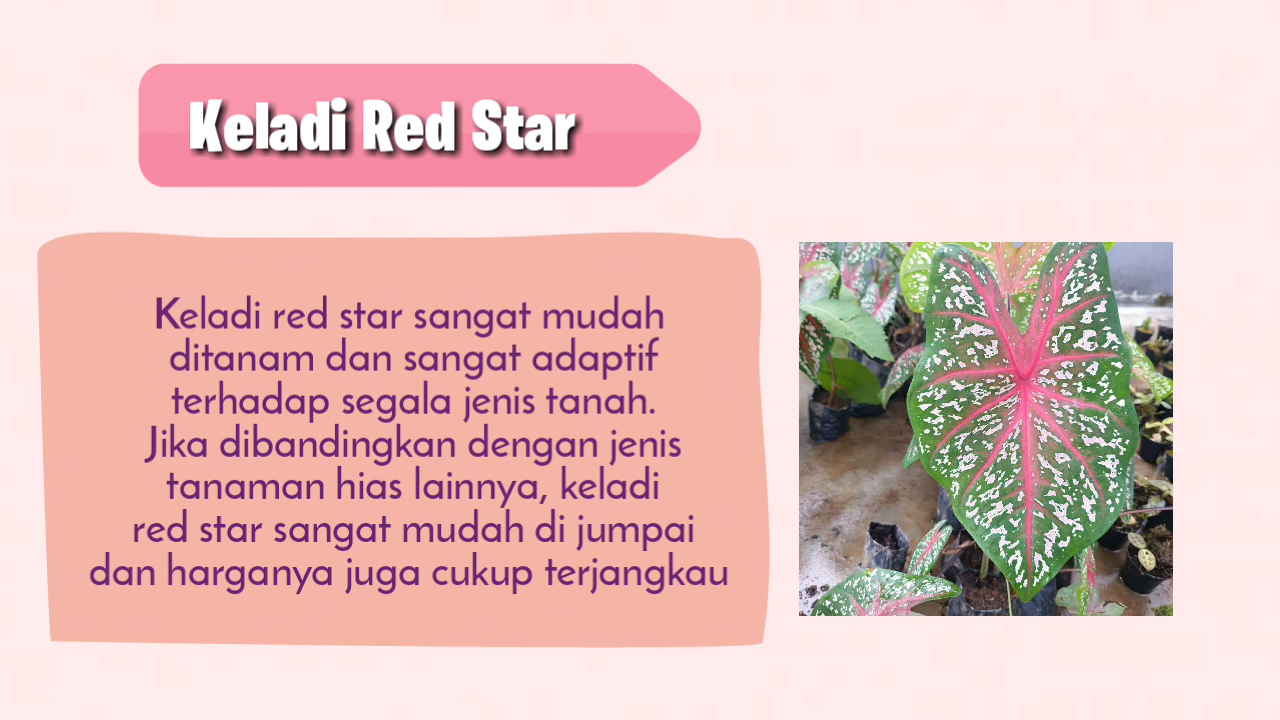 Keladi Red Star
Keladi red star sangat mudah
ditanam dan sangat adaptif
terhadap segala jenis tanah.
Jika dibandingkan dengan jenis
tanaman hias lainnya, keladi
red star sangat mudah di jumpai
dan harganya juga cukup terjangkau